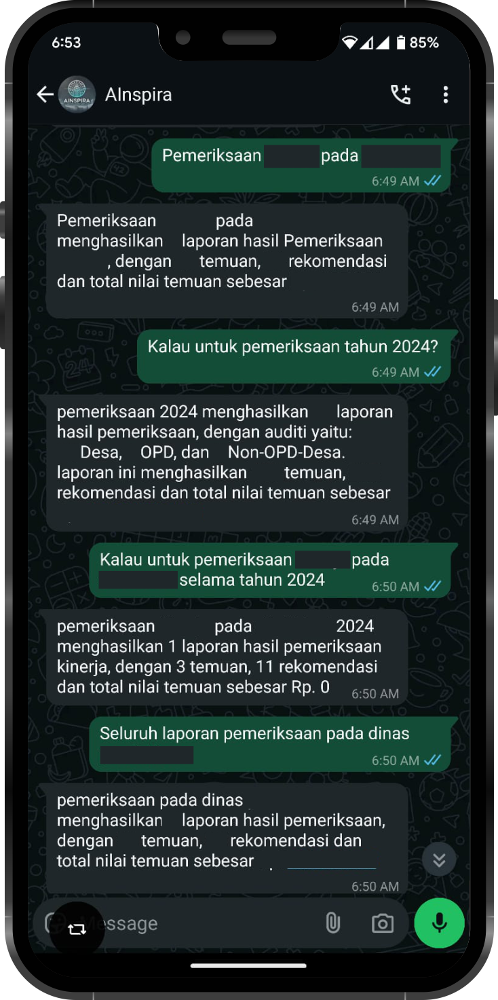 6:53
85%
AINSPIRA
AInspira
Pemeriksaan pada
6:49 AM
Pemeriksaan pada
menghasilkan laporan hasil Pemeriksaan
, dengan temuan, rekomendasi
dan total nilai temuan sebesar
6:49 AM
Kalau untuk pemeriksaan tahun 2024?
6:49 AM
pemeriksaan 2024 menghasilkan laporan
hasil pemeriksaan, dengan auditi yaitu:
Desa, OPD, dan Non-OPD-Desa.
laporan ini menghasilkan temuan,
rekomendasi dan total nilai temuan sebesar
6:49 AM
Kalau untuk pemeriksaan pada
selama tahun 2024
6:50 AM
pemeriksaan pada 2024
menghasilkan 1 laporan hasil pemeriksaan
kinerja, dengan 3 temuan, 11 rekomendasi
dan total nilai temuan sebesar Rp. 0
6:50 AM
Seluruh laporan pemeriksaan pada dinas
6:50 AM
pemeriksaan pada dinas
menghasilkan laporan hasil pemeriksaan,
dengan temuan, rekomendasi dan
total nilai temuan sebesar .
6:50 AM
Message